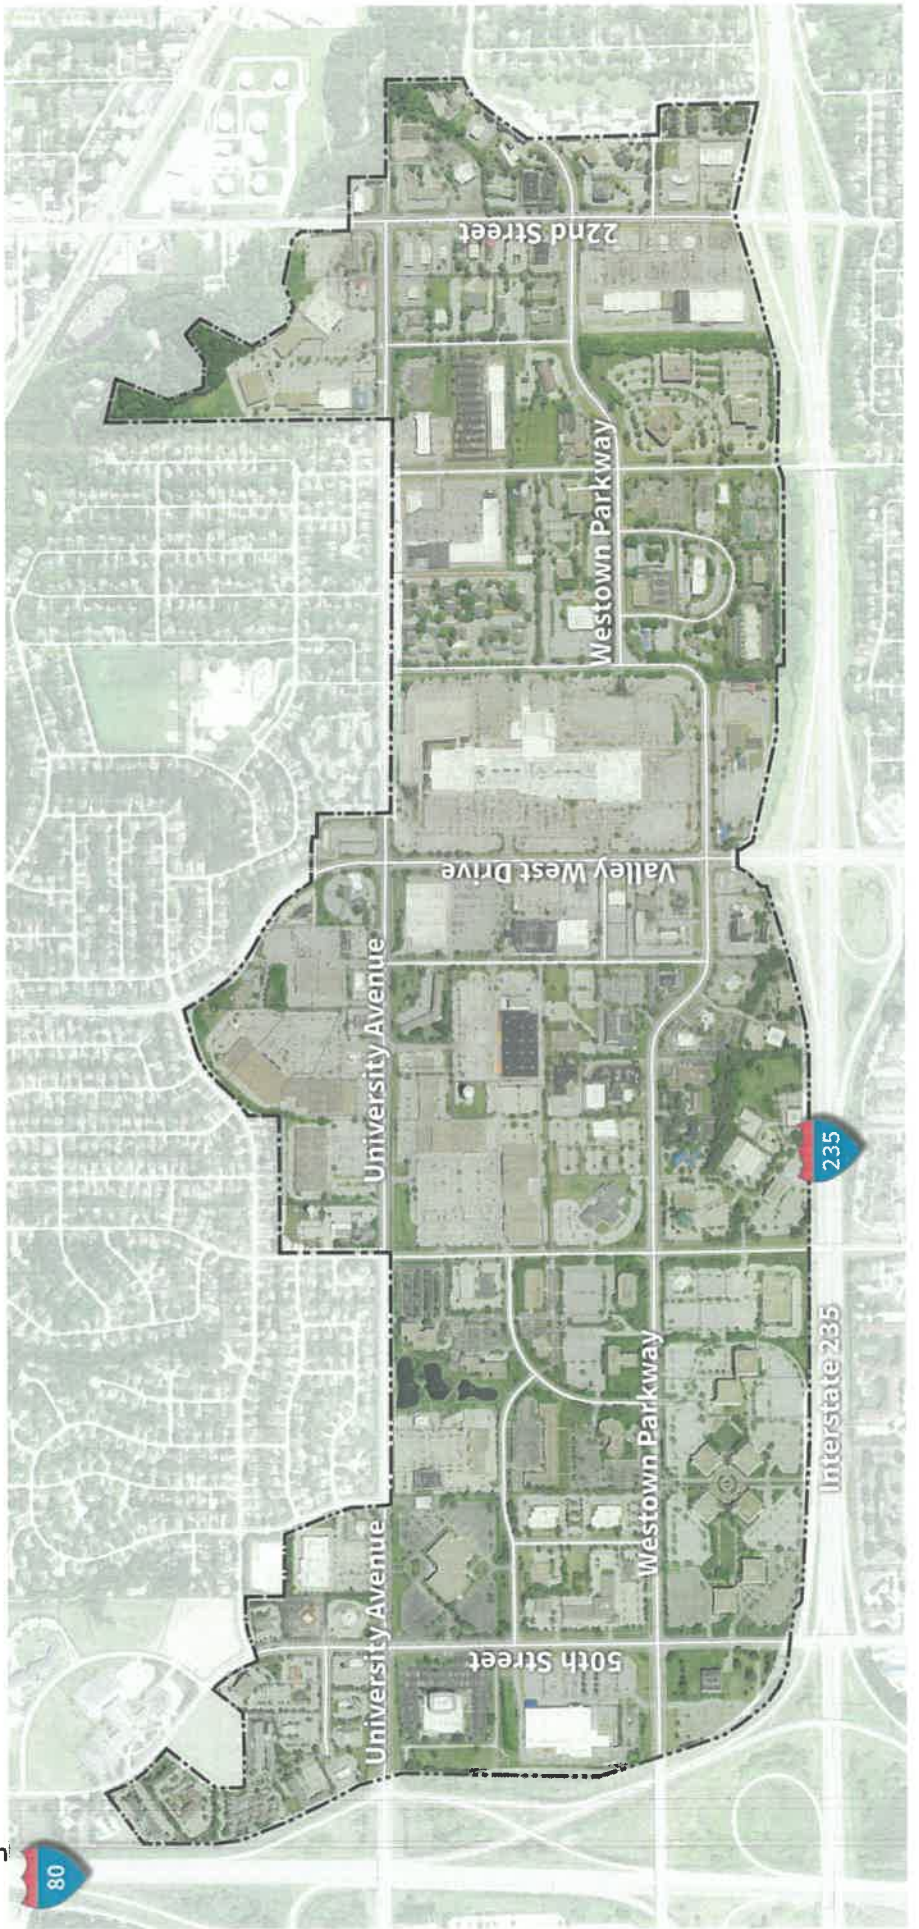 22nd Street
Westown Parkway
Valley West Drive
University Avenue
235
Interstate 235
Westown Parkway
University Avenue
50th Street
80